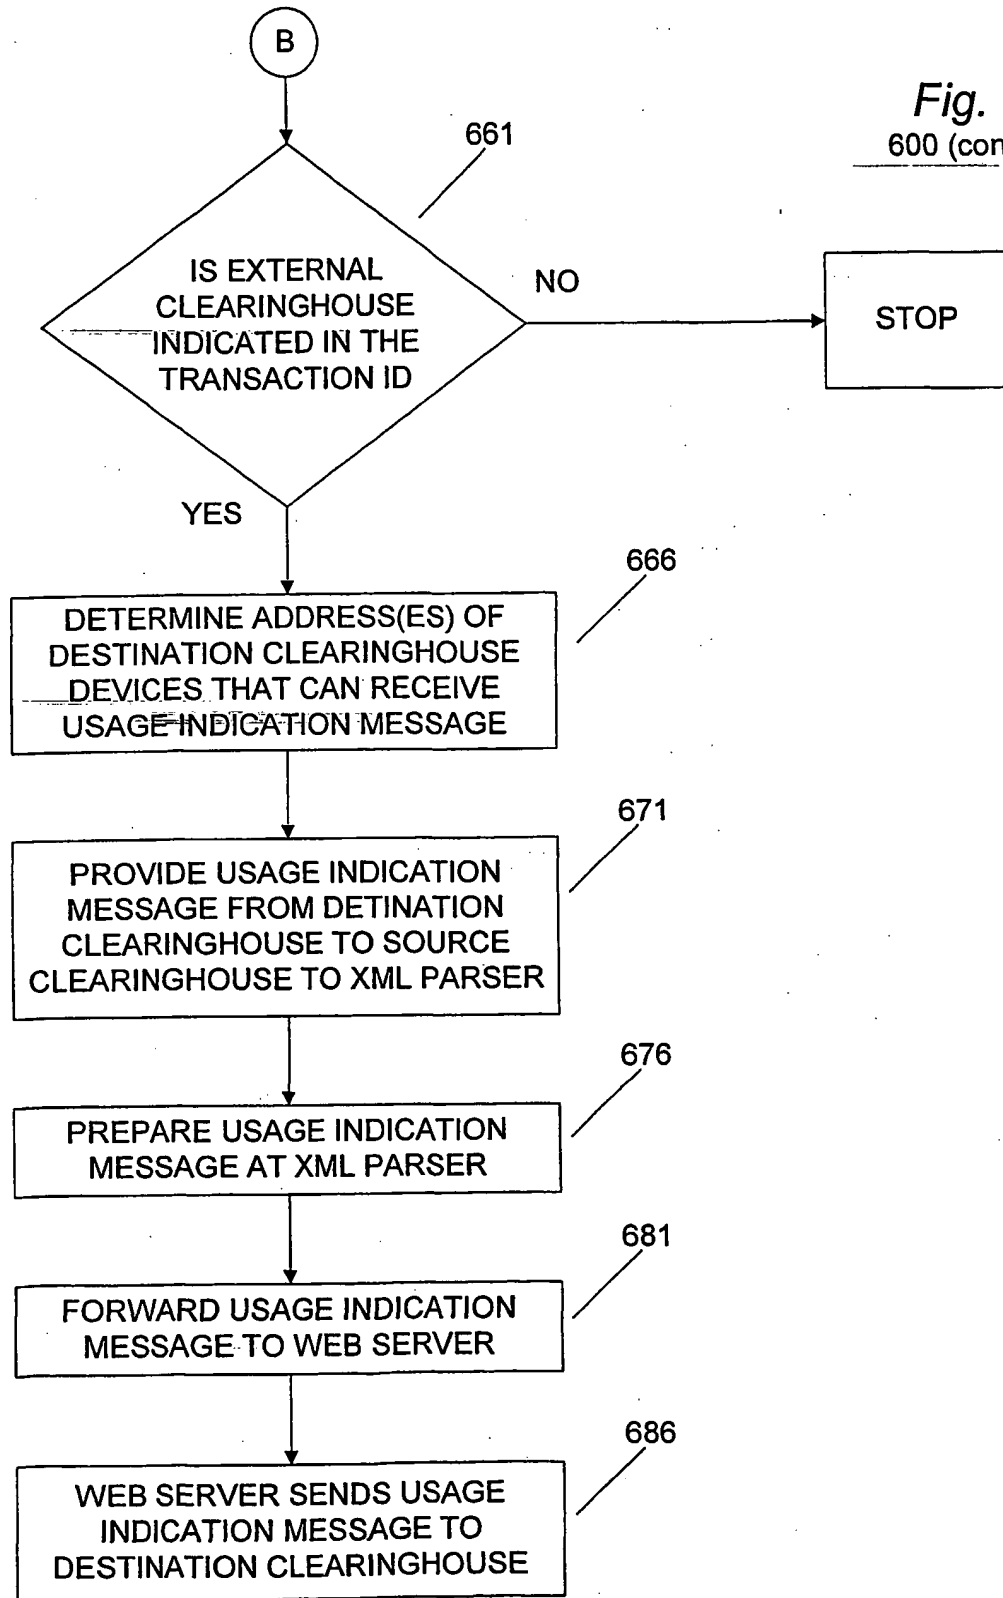 B
Fig.
600 (con
661
IS EXTERNAL
CLEARINGHOUSE
INDICATED IN THE
TRANSACTION ID
NO
STOP
YES
666
DETERMINE ADDRESS(ES) OF
DESTINATION CLEARINGHOUSE
DEVICES THAT CAN RECEIVE
USAGE INDICATION MESSAGE
671
PROVIDE USAGE INDICATION
MESSAGE FROM DETINATION
CLEARINGHOUSE TO SOURCE
CLEARINGHOUSE TO XML PARSER
676
PREPARE USAGE INDICATION
MESSAGE AT XML PARSER
681
FORWARD USAGE INDICATION
MESSAGE TO WEB SERVER
686
WEB SERVER SENDS USAGE
INDICATION MESSAGE TO
DESTINATION CLEARINGHOUSE